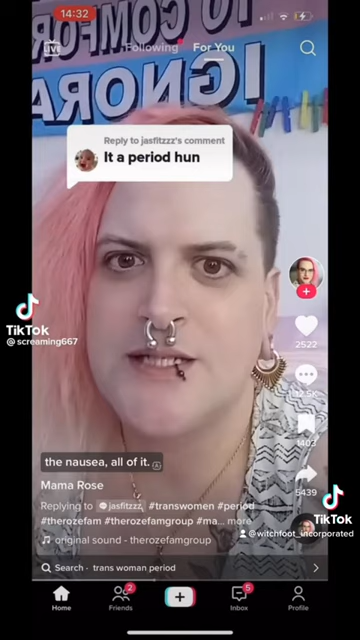 14:32
TO COMFOR
IGNORA
LIVE
Following
For You
Reply to jasfitzzz's comment
It a period hun
2522
TikTok
@ screaming667
1403
5439
the nausea, all of it.
Mama Rose
Replying to jasfitzz #transwomen #period
#therozefam #therozefamgroup #ma... more
original sound - therozefamgroup
TikTok
@witchfoot_incorporated
Search · trans woman period
Home
Friends
2
Inbox
5
Profile